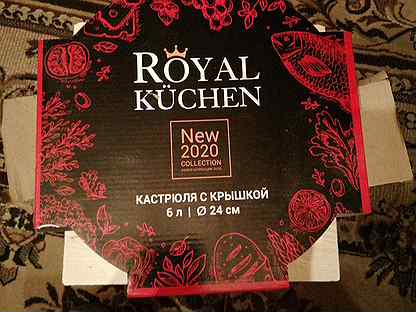 ROYAL
KÜCHEN
New
2020
COLLECTION
КАСТРЮЛЯ С КРЫШКОЙ
6 л | Ø 24 см